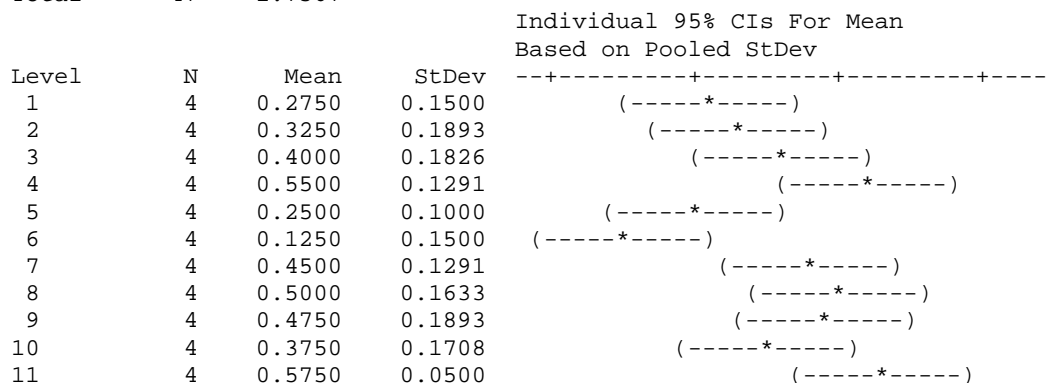 Individual 95% CIs For Mean
Based on Pooled StDev
Level N Mean StDev --+---------+---------+---------+----
1 4 0.2750 0.1500 (-----*-----)
2 4 0.3250 0.1893 (-----*-----)
3 4 0.4000 0.1826 (-----*-----)
4 4 0.5500 0.1291 (-----*-----)
5 4 0.2500 0.1000 (-----*-----)
6 4 0.1250 0.1500 (-----*-----)
7 4 0.4500 0.1291 (-----*-----)
8 4 0.5000 0.1633 (-----*-----)
9 4 0.4750 0.1893 (-----*-----)
10 4 0.3750 0.1708 (-----*-----)
11 4 0.5750 0.0500 (-----*-----)